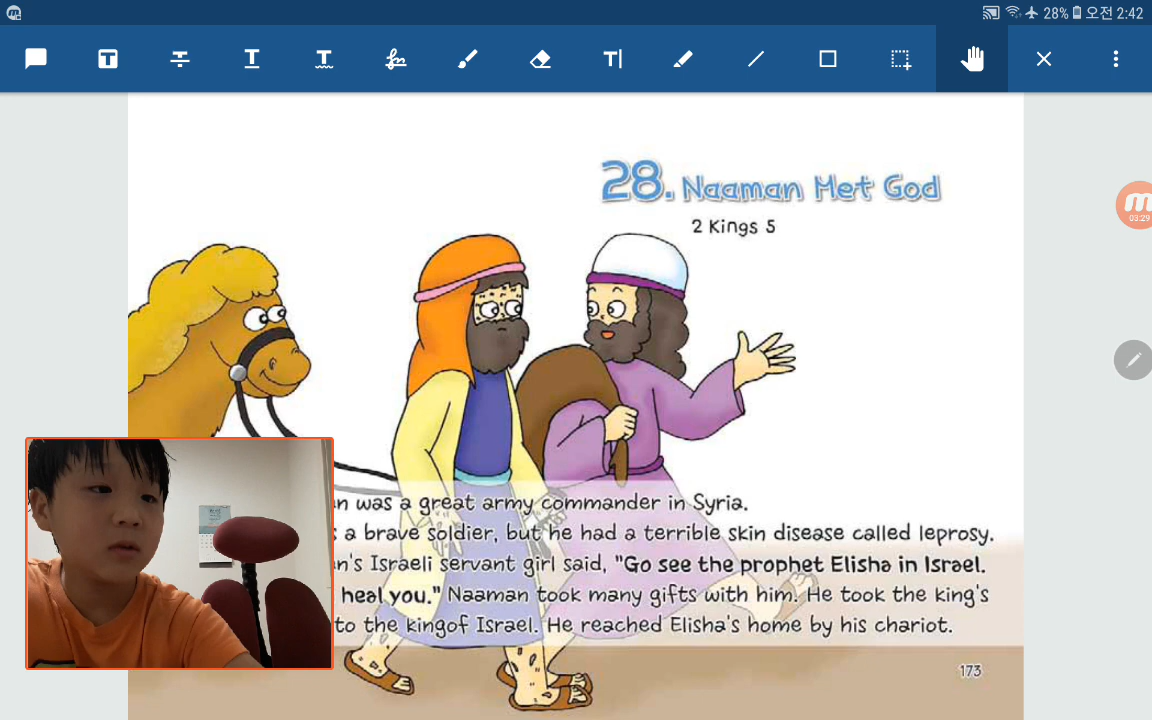 28% 오전 2:42
28. Naaman Met God
2 Kings 5
03:29
n was a great army commander in Syria.
s a brave soldier, but he had a terrible skin disease called leprosy.
n's Israeli servant girl said, "Go see the prophet Elisha in Israel.
heal you." Naaman took many gifts with him. He took the king's
to the kingof Israel. He reached Elisha's home by his chariot.
173